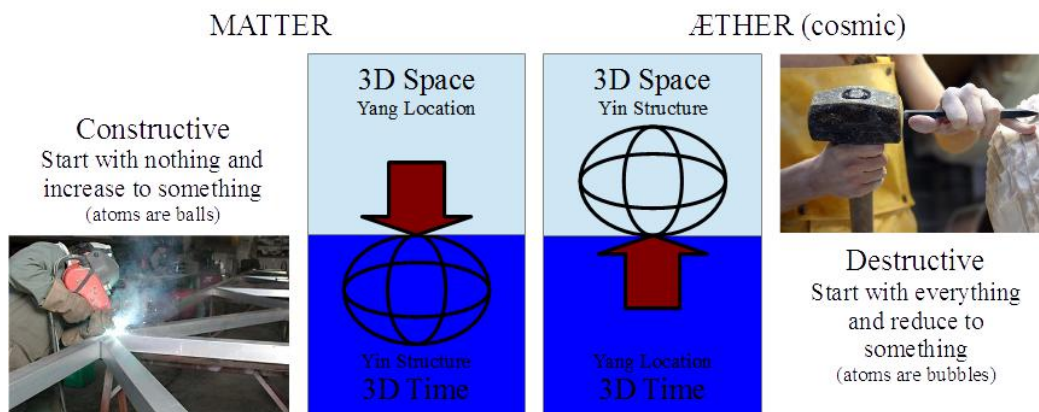 MATTER
ÆTHER (cosmic)
Constructive
Start with nothing and
increase to something
(atoms are balls)
3D Space
Yang Location
Yin Structure
3D Time
3D Space
Yin Structure
Yang Location
3D Time
Destructive
Start with everything
and reduce to
something
(atoms are bubbles)